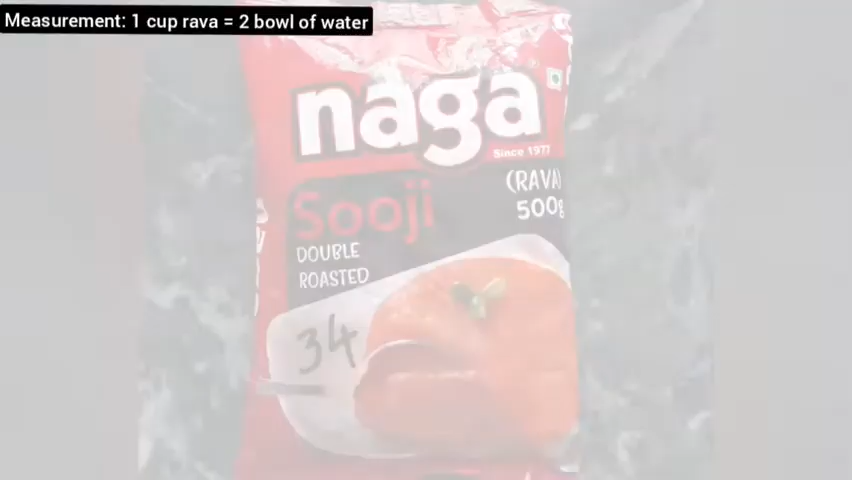 Measurement: 1 cup rava = 2 bowl of water
naga
Since 1977
(RAVA)
500g
Sooji
DOUBLE
ROASTED
34